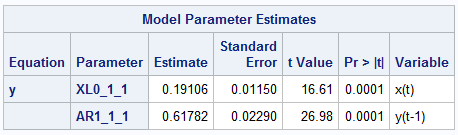 Model Parameter Estimates
Equation Parameter Estimate Standard Error t Value Pr > |t| Variable
y XL0_1_1 0.19106 0.01150 16.61 0.0001 x(t)
AR1_1_1 0.61782 0.02290 26.98 0.0001 y(t-1)